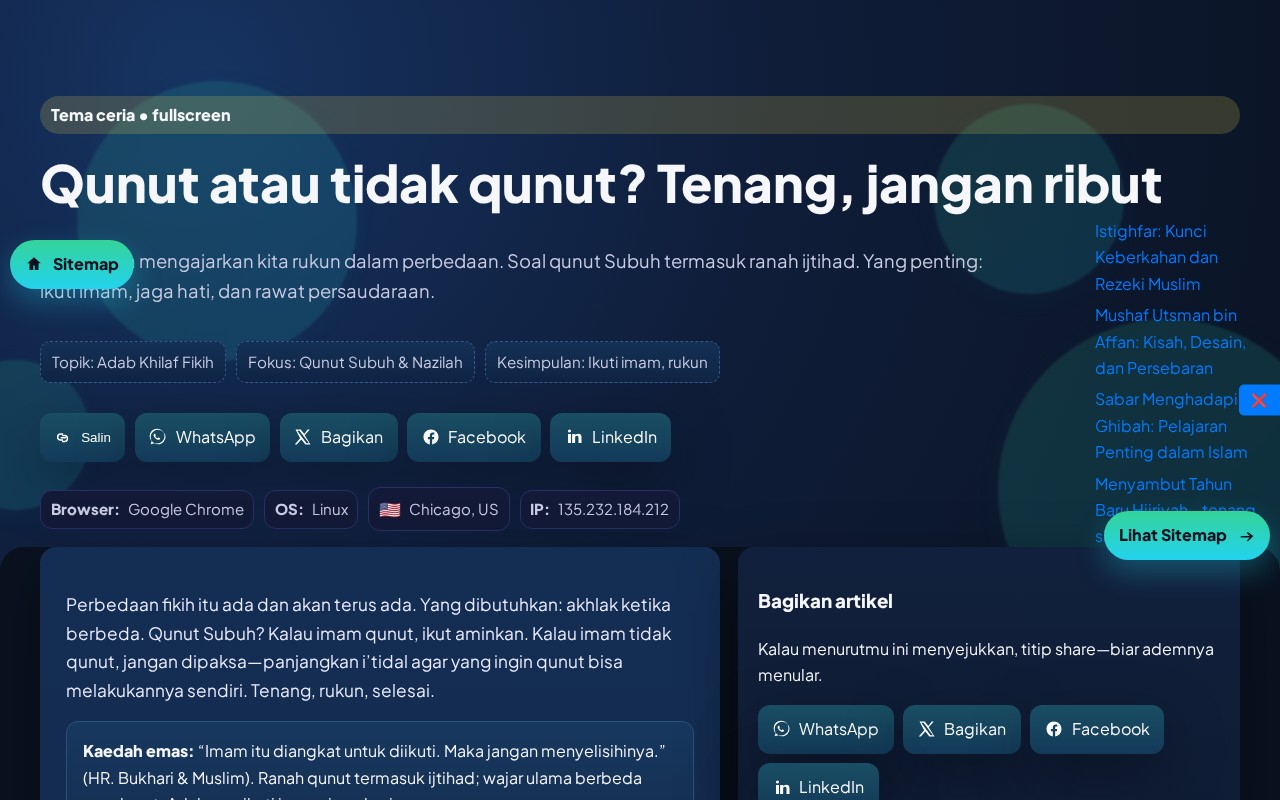 Tema ceria • fullscreen
Qunut atau tidak qunut? Tenang, jangan ribut
Sitemap
mengajarkan kita rukun dalam perbedaan. Soal qunut Subuh termasuk ranah ijtihad. Yang penting:
ikuti imam, jaga hati, dan rawat persaudaraan.
Topik: Adab Khilaf Fikih
Fokus: Qunut Subuh & Nazilah
Kesimpulan: Ikuti imam, rukun
Salin
WhatsApp
Bagikan
Facebook
LinkedIn
Browser: Google Chrome
OS: Linux
Chicago, US
IP: 135.232.184.212
Istighfar: Kunci
Keberkahan dan
Rezeki Muslim
Mushaf Utsman bin
Affan: Kisah, Desain,
dan Persebaran
Sabar Menghadapi
Ghibah: Pelajaran
Penting dalam Islam
Menyambut Tahun
Baru Hijriyah
Lihat Sitemap →
Perbedaan fikih itu ada dan akan terus ada. Yang dibutuhkan: akhlak ketika
berbeda. Qunut Subuh? Kalau imam qunut, ikut aminkan. Kalau imam tidak
qunut, jangan dipaksa—panjangkan i’tidal agar yang ingin qunut bisa
melakukannya sendiri. Tenang, rukun, selesai.
Kaedah emas: “Imam itu diangkat untuk diikuti. Maka jangan menyelisihinya.”
(HR. Bukhari & Muslim). Ranah qunut termasuk ijtihad; wajar ulama berbeda
Bagikan artikel
Kalau menurutmu ini menyejukkan, titip share—biar ademnya
menular.
WhatsApp
Bagikan
Facebook
LinkedIn